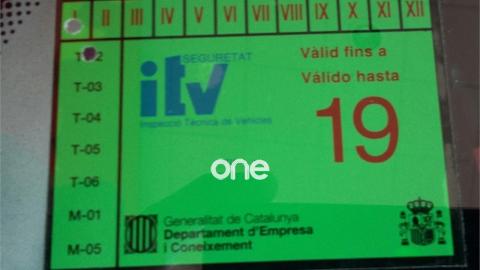 I II III IV V VI VII VIII IX X XI XII
SEGURETAT
itv
Inspecció Tècnica de Vehicles
Vàlid fins a
Válido hasta
19
T-03
T-04
T-05
T-06
M-01
M-05
one
Generalitat de Catalunya
Departament d'Empresa
i Coneixement